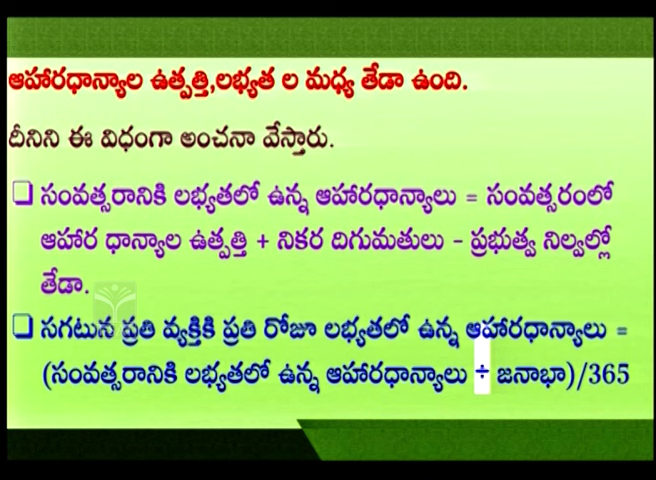 ఆహారధాన్యాల ఉత్పత్తి,లభ్యత ల మధ్య తేడా ఉంది.
దీనిని ఈ విధంగా అంచనా వేస్తారు.
❑ సంవత్సరానికి లభ్యతలో ఉన్న ఆహారధాన్యాలు = సంవత్సరంలో
ఆహార ధాన్యాల ఉత్పత్తి + నికర దిగుమతులు - ప్రభుత్వ నిల్వల్లో
తేడా.
❑ సగటున ప్రతి వ్యక్తికి ప్రతి రోజూ లభ్యతలో ఉన్న ఆహారధాన్యాలు =
(సంవత్సరానికి లభ్యతలో ఉన్న ఆహారధాన్యాలు ÷ జనాభా)/365